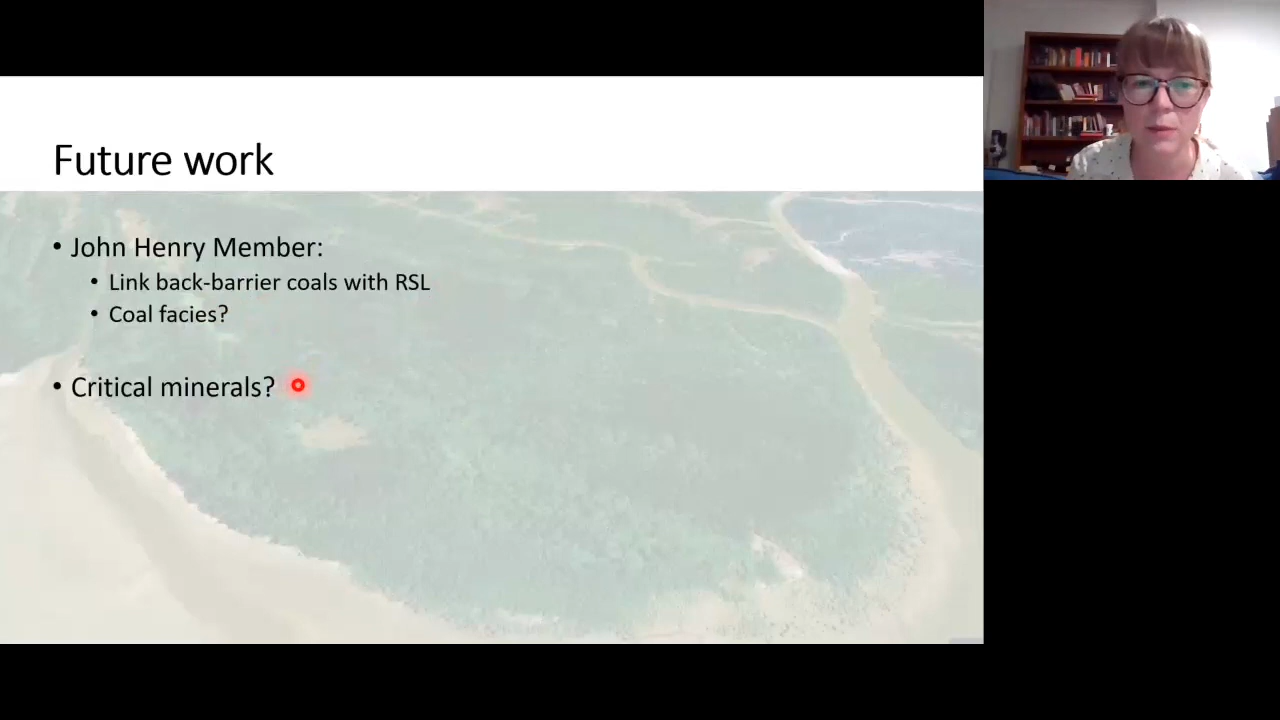 Future work
• John Henry Member:
• Link back-barrier coals with RSL
• Coal facies?
• Critical minerals?